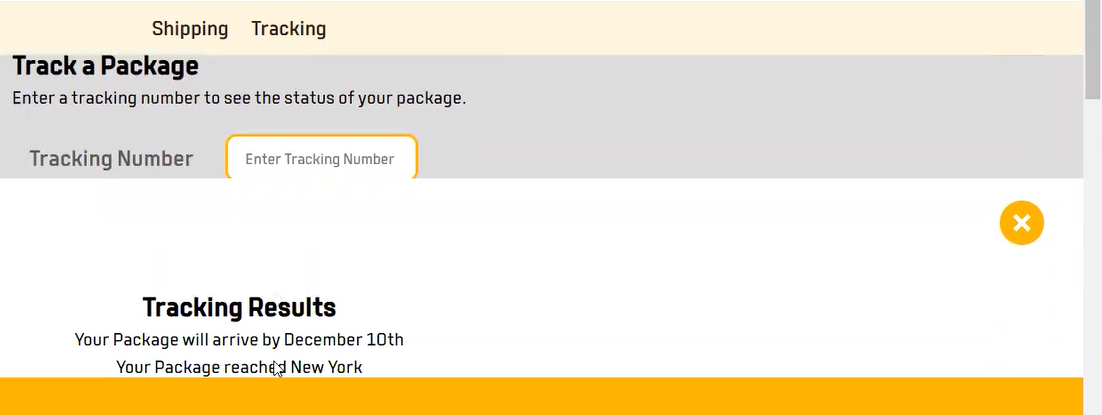 Shipping Tracking
Track a Package
Enter a tracking number to see the status of your package.
Tracking Number Enter Tracking Number
Tracking Results
Your Package will arrive by December 10th
Your Package reached New York